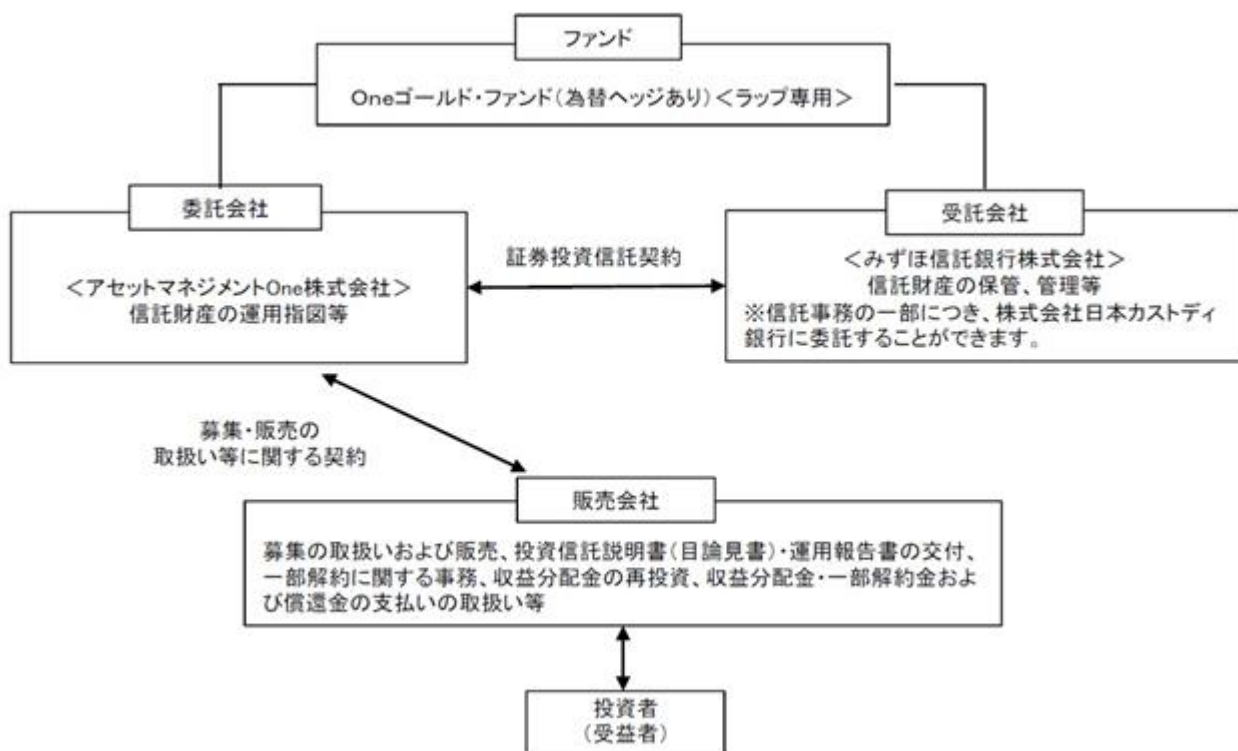 ファンド
Oneゴールド・ファンド(為替ヘッジあり)<ラップ専用>
委託会社
<アセットマネジメントOne株式会社>
信託財産の運用指図等
証券投資信託契約
受託会社
<みずほ信託銀行株式会社>
信託財産の保管、管理等
※信託事務の一部につき、株式会社日本カストディ
銀行に委託することができます。
募集・販売の
取扱い等に関する契約
販売会社
募集の取扱いおよび販売、投資信託説明書(目論見書)・運用報告書の交付、
一部解約に関する事務、収益分配金の再投資、収益分配金・一部解約金およ
び償還金の支払いの取扱い等
投資者
(受益者)